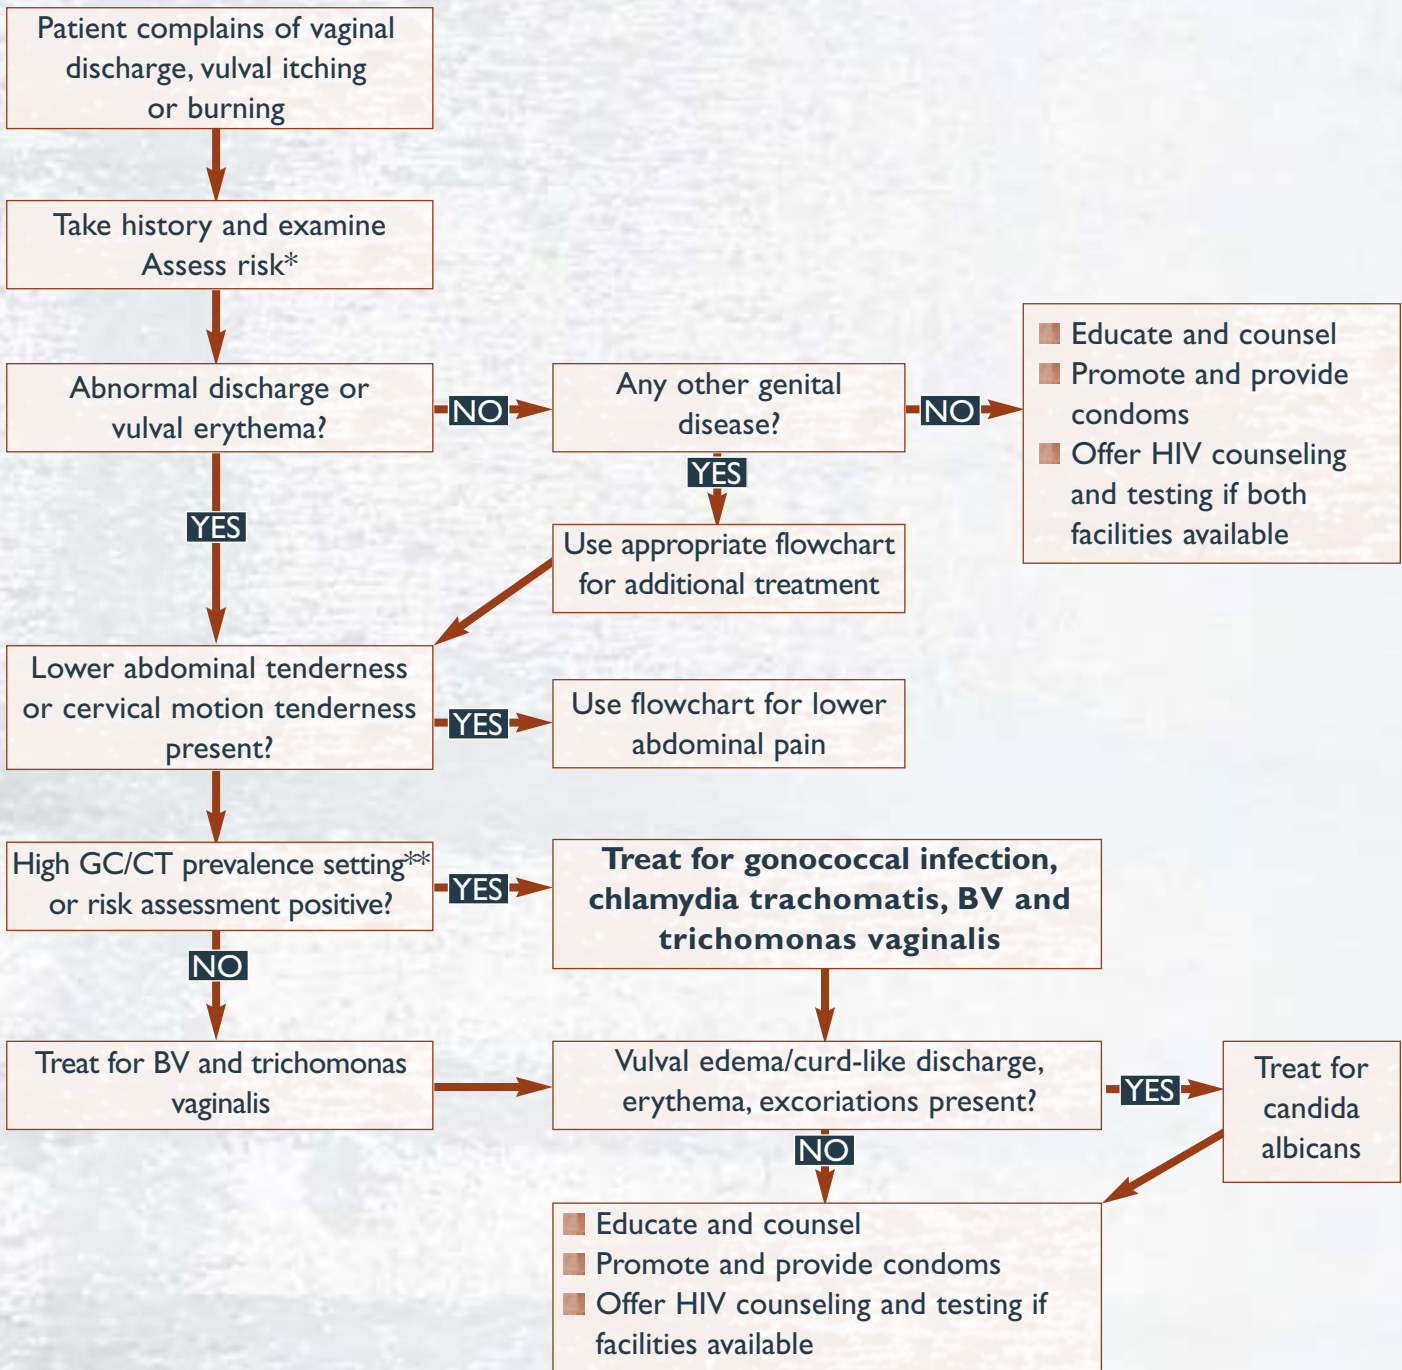 Patient complains of vaginal
discharge, vulval itching
or burning
Take history and examine
Assess risk*
Abnormal discharge or
vulval erythema?
NO
Any other genital
disease?
NO
Educate and counsel
Promote and provide
condoms
Offer HIV counseling
and testing if both
facilities available
YES
YES
Use appropriate flowchart
for additional treatment
Lower abdominal tenderness
or cervical motion tenderness
present?
YES
Use flowchart for lower
abdominal pain
High GC/CT prevalence setting**
or risk assessment positive?
YES
Treat for gonococcal infection,
chlamydia trachomatis, BV and
trichomonas vaginalis
NO
Treat for BV and trichomonas
vaginalis
Vulval edema/curd-like discharge,
erythema, excoriations present?
YES
Treat for
candida
albicans
NO
Educate and counsel
Promote and provide condoms
Offer HIV counseling and testing if
facilities available